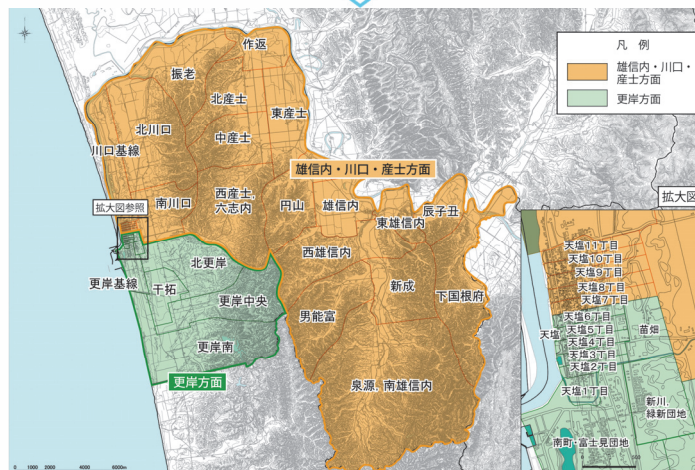 凡 例
雄信内・川口・
産士方面
更岸方面
作返
振老
北産士
東産士
北川口
中産士
川口基線
雄信内・川口・産士方面
西産士,
六志内
円山
雄信内
辰子丑
東雄信内
南川口
拡大図参照
拡大図
西雄信内
北更岸
新成
更岸基線
干拓
更岸中央
下国根府
男能富
更岸南
更岸方面
泉源、南雄信内
天塩11丁目
天塩10丁目
天塩9丁目
天塩8丁目
天塩7丁目
天塩6丁目
天塩5丁目
天塩
天塩4丁目
天塩3丁目
天塩2丁目
苗畑
天塩1丁目
新川、
緑新団地
南町・富士見団地
0 1000 2000 4000 6000m